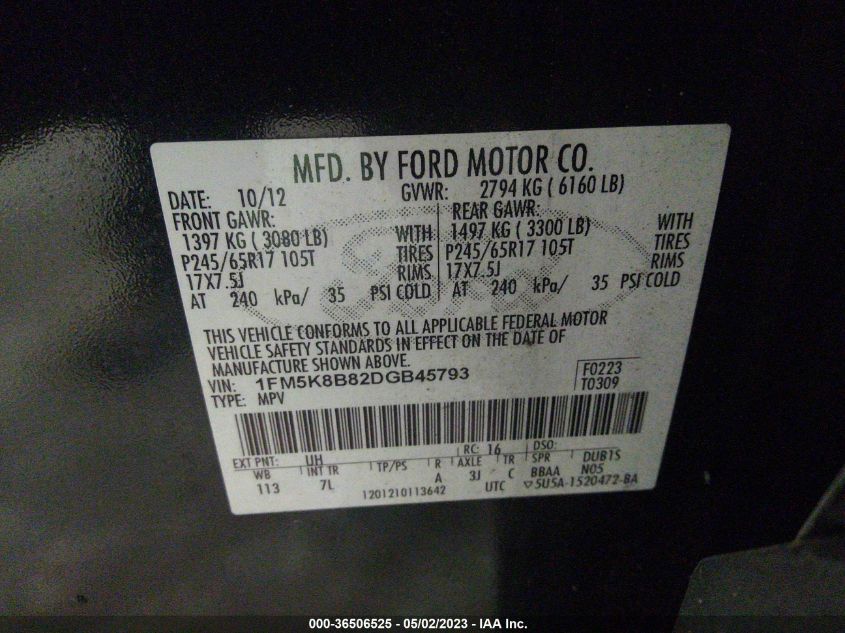 MFD. BY FORD MOTOR CO.
DATE: 10/12 GVWR: 2794 KG ( 6160 LB)
FRONT GAWR: REAR GAWR:
1397 KG ( 3080 LB) WITH 1497 KG ( 3300 LB) WITH
P245/65R17 105T TIRES P245/65R17 105T TIRES
17X7.5J RIMS 17X7.5J RIMS
AT 240 kPa/ 35 PSI COLD AT 240 kPa/ 35 PSI COLD
THIS VEHICLE CONFORMS TO ALL APPLICABLE FEDERAL MOTOR
VEHICLE SAFETY STANDARDS IN EFFECT ON THE DATE OF
MANUFACTURE SHOWN ABOVE.
VIN: 1FM5K8B82DGB45793 F0223
TYPE: MPV T0309
EXT PNT: UH RC: 16 DSO:
WB INT TR TP/PS R AXLE TR SPR DUB1S
113 7L A 3J C BBAA N05
1201210113642 UTC ▽5U5A-1520472-BA
000-36506525 - 05/02/2023 - IAA Inc.